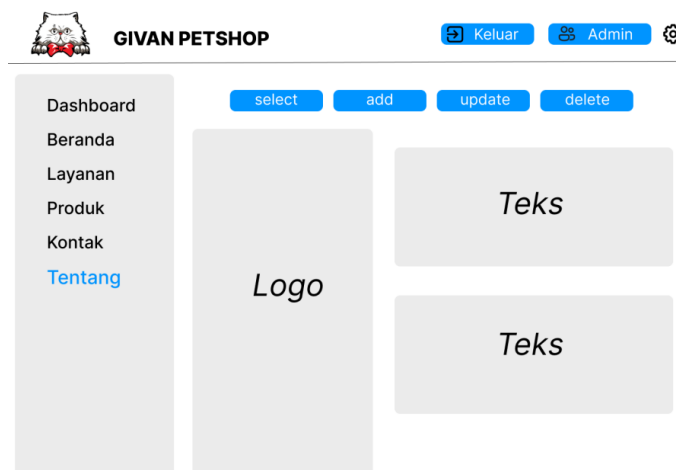 GIVAN PETSHOP
Keluar
Admin
select
add
update
delete
Dashboard
Beranda
Layanan
Produk
Kontak
Tentang
Logo
Teks
Teks